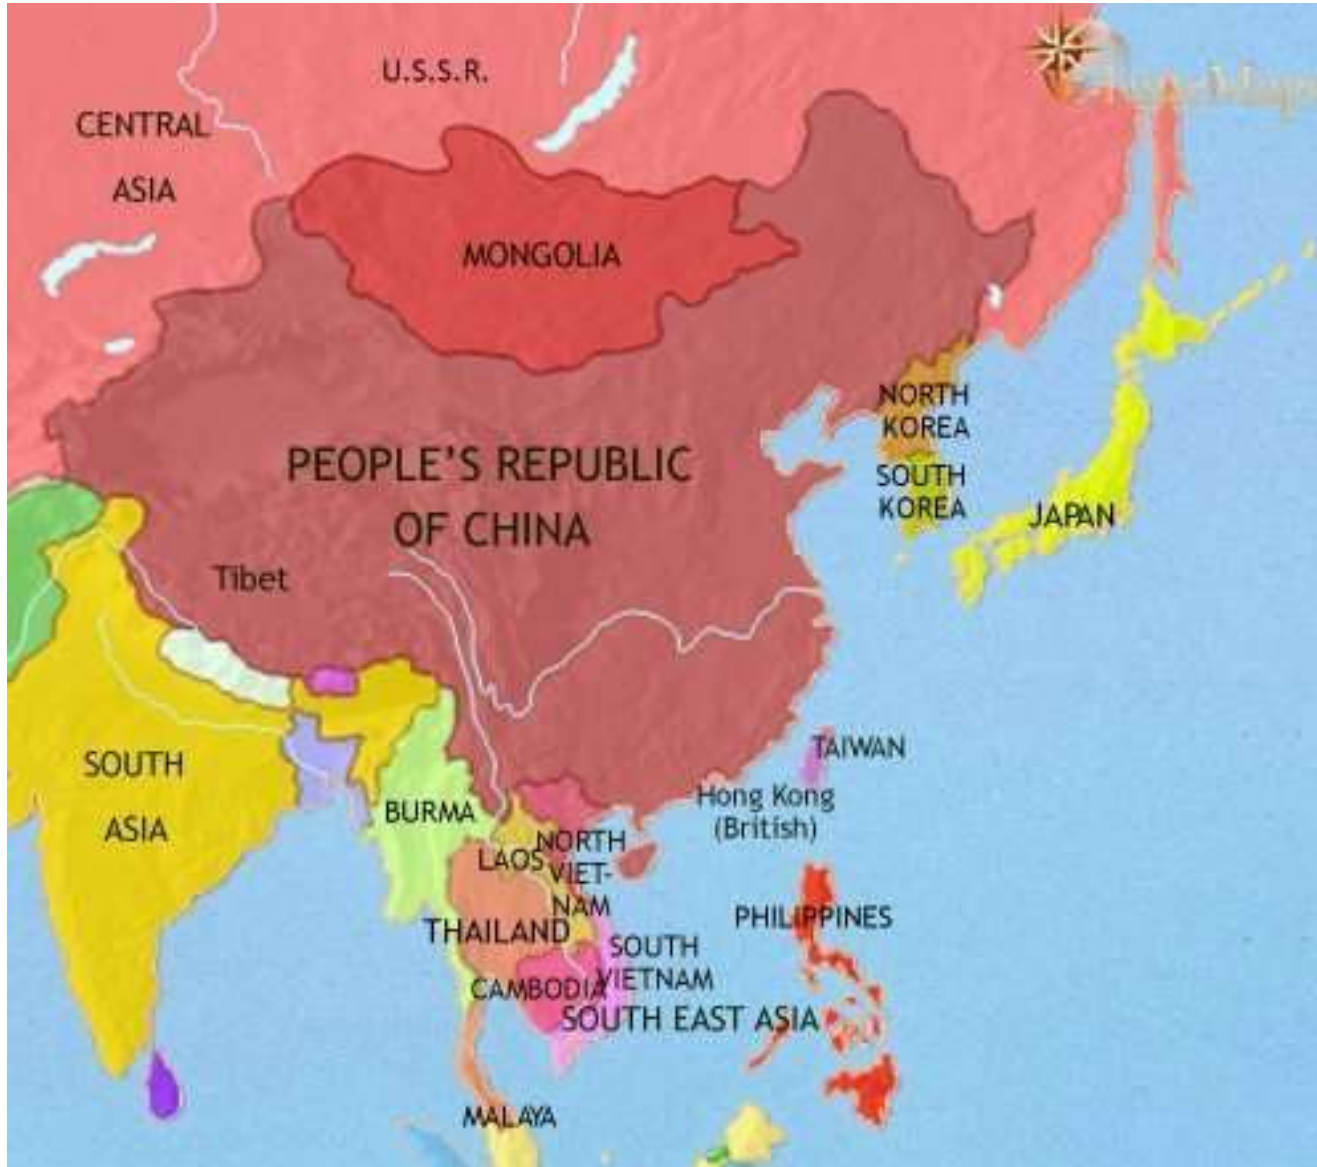 U.S.S.R.
CENTRAL
ASIA
MONGOLIA
PEOPLE'S REPUBLIC
OF CHINA
NORTH
KOREA
SOUTH
KOREA
JAPAN
Tibet
SOUTH
ASIA
TAIWAN
Hong Kong
(British)
BURMA
LAOS
NORTH
VIET-
NAM
THAILAND
PHILIPPINES
SOUTH
VIETNAM
CAMBODIA
SOUTH EAST ASIA
MALAYA